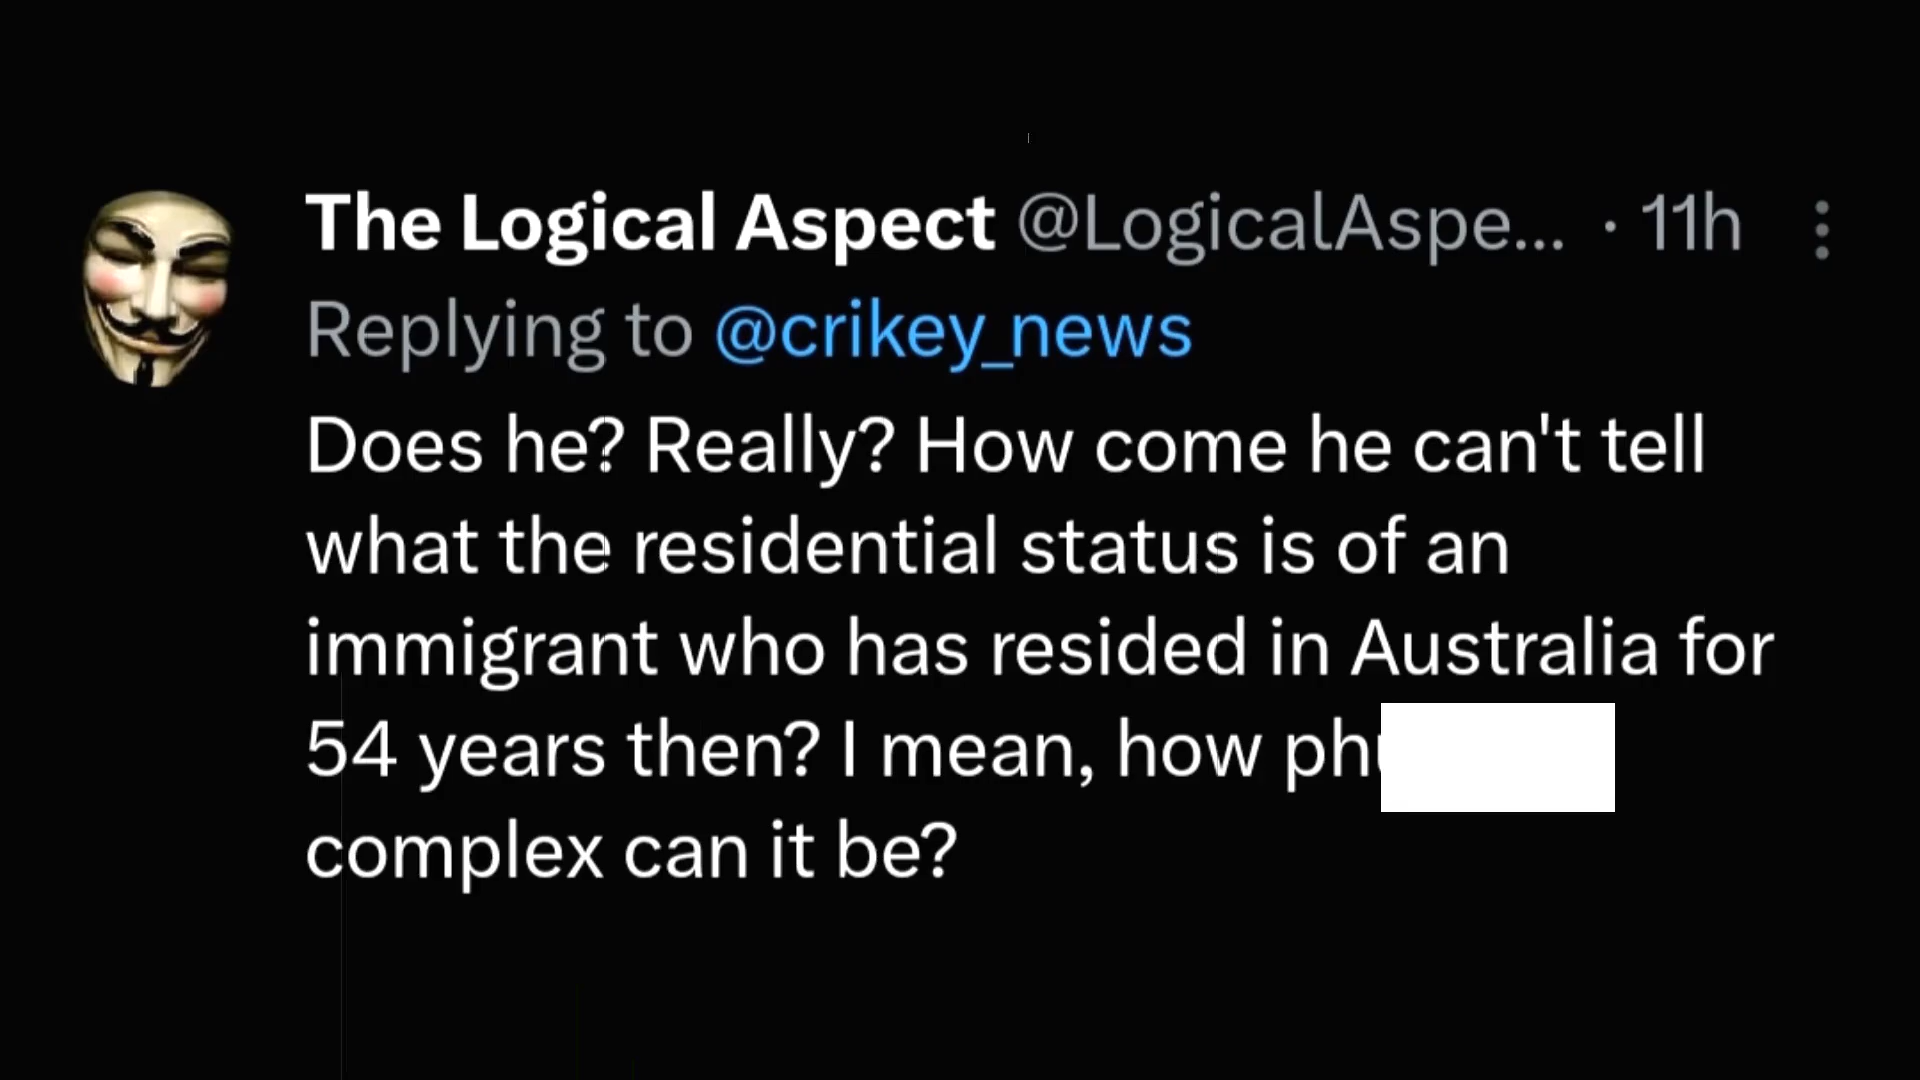 The Logical Aspect @LogicalAspe... · 11h
Replying to @crikey_news
Does he? Really? How come he can't tell
what the residential status is of an
immigrant who has resided in Australia for
54 years then? I mean, how
complex can it be?